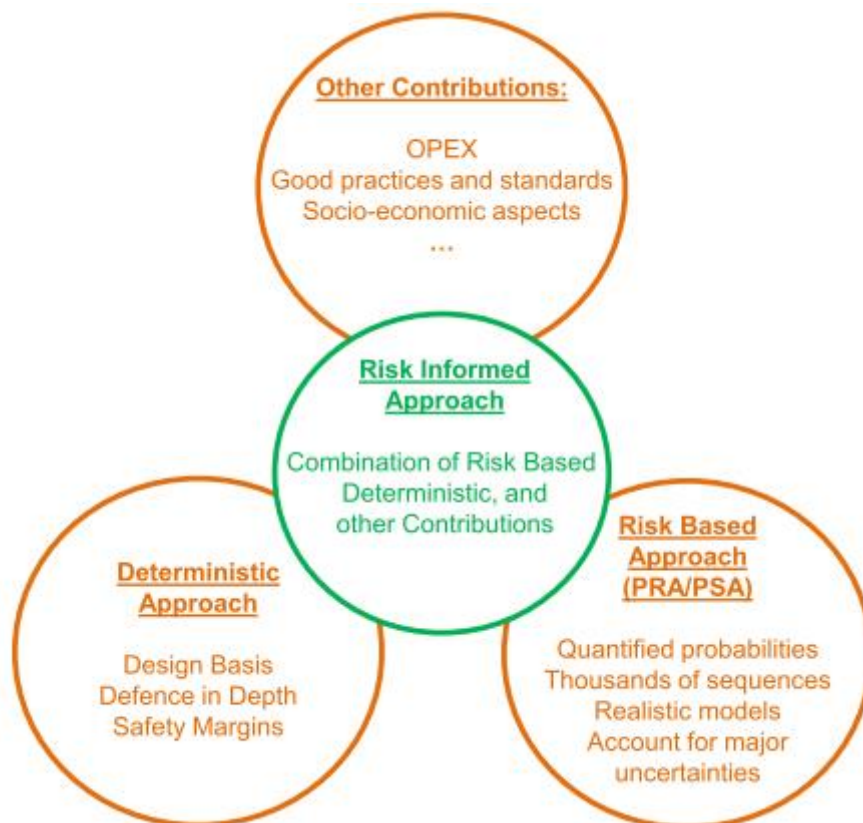 Other Contributions:
OPEX
Good practices and standards
Socio-economic aspects
...
Risk Informed
Approach
Combination of Risk Based
Deterministic, and
other Contributions
Deterministic
Approach
Design Basis
Defence in Depth
Safety Margins
Risk Based
Approach
(PRA/PSA)
Quantified probabilities
Thousands of sequences
Realistic models
Account for major
uncertainties